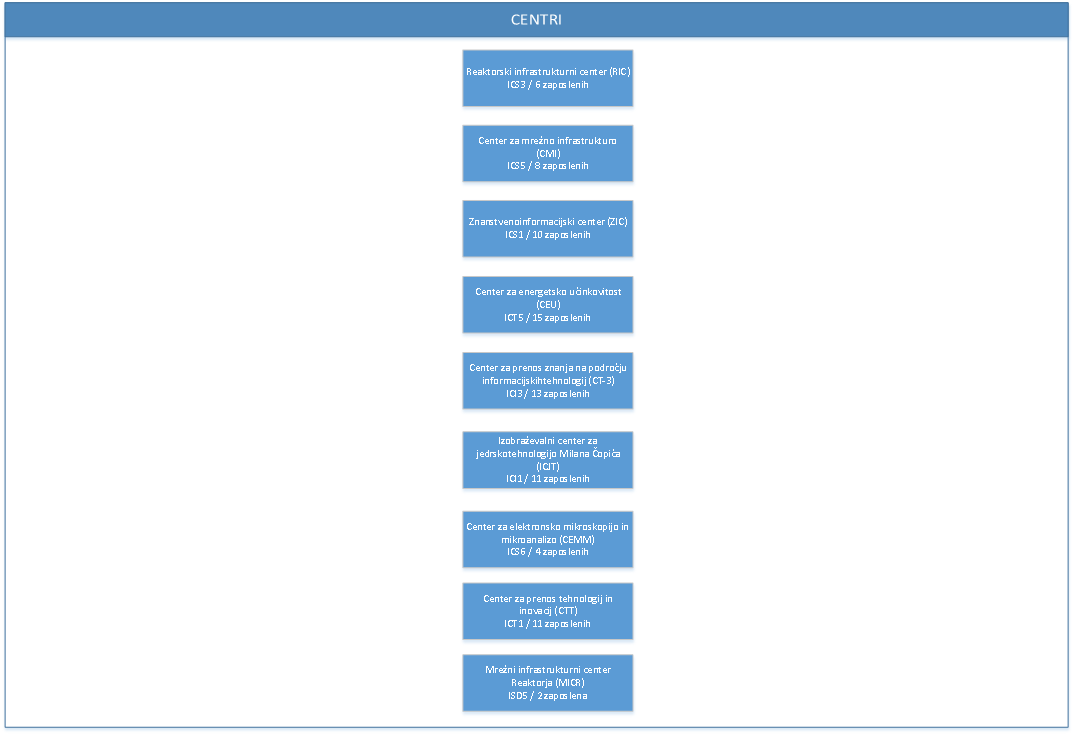 CENTRI
Reaktorski infrastrukturni center (RIC)
ICS3 / 6 zaposlenih
Center za mrežno infrastrukturo
(CMI)
ICS5 / 8 zaposlenih
Znanstvenoinformacijski center (ZIC)
ICS1 / 10 zaposlenih
Center za energetsko učinkovitost
(CEU)
ICT5 / 15 zaposlenih
Center za prenos znanja na področju
informacijskihtehnologij (CT-3)
ICI3 / 13 zaposlenih
Izobraževalni center za
jedrskotehnologijo Milana Čopiča
(ICJT)
ICI1 / 11 zaposlenih
Center za elektronsko mikroskopijo in
mikroanalizo (CEMM)
ICS6 / 4 zaposlenih
Center za prenos tehnologij in
inovacij (CTT)
ICT1 / 11 zaposlenih
Mrežni infrastrukturni center
Reaktorja (MICR)
ISD5 / 2 zaposlena